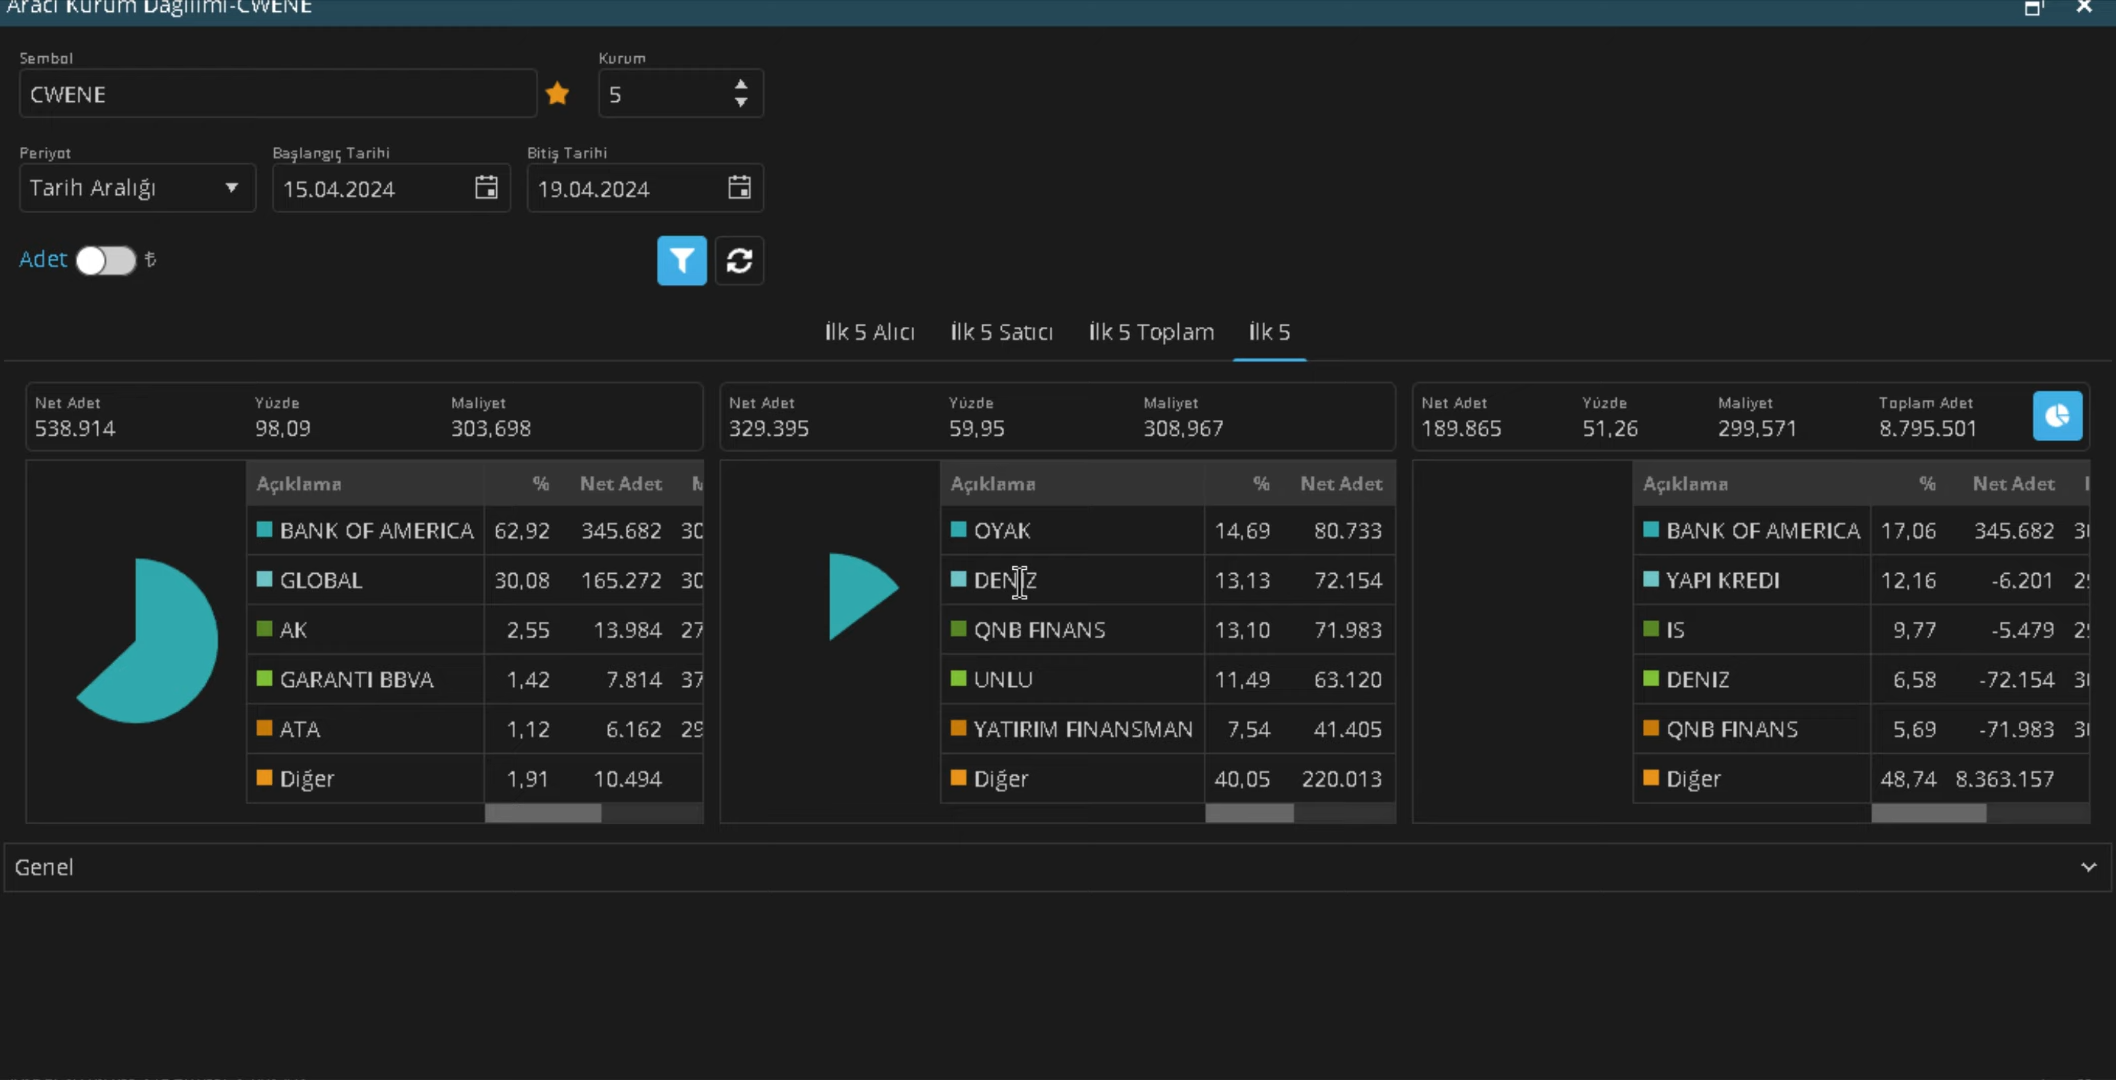 Aracı Kurum Dağılımı-CWENE
Sembol
Kurum
CWENE
5
Periyot
Başlangıç Tarihi
Bitiş Tarihi
Tarih Aralığı
15.04.2024
19.04.2024
Adet ₺
İlk 5 Alıcı İlk 5 Satıcı İlk 5 Toplam İlk 5
Net Adet Yüzde Maliyet
538.914 98,09 303,698
Açıklama % Net Adet
BANK OF AMERICA 62,92 345.682 30
GLOBAL 30,08 165.272 30
AK 2,55 13.984 27
GARANTI BBVA 1,42 7.814 37
ATA 1,12 6.162 29
Diğer 1,91 10.494
Net Adet Yüzde Maliyet
329.395 59,95 308,967
Açıklama % Net Adet
OYAK 14,69 80.733
DENIZ 13,13 72.154
QNB FINANS 13,10 71.983
UNLU 11,49 63.120
YATIRIM FINANSMAN 7,54 41.405
Diğer 40,05 220.013
Net Adet Yüzde Maliyet Toplam Adet
189.865 51,26 299,571 8.795.501
Açıklama % Net Adet
BANK OF AMERICA 17,06 345.682
YAPI KREDI 12,16 -6.201
IS 9,77 -5.479
DENIZ 6,58 -72.154
QNB FINANS 5,69 -71.983
Diğer 48,74 8.363.157
Genel